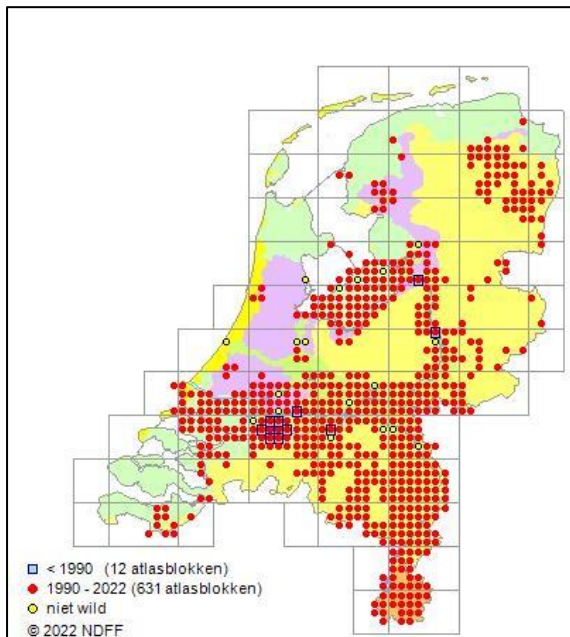 < 1990 (12 atlasblokken)
1990 - 2022 (631 atlasblokken)
niet wild
© 2022 NDFF